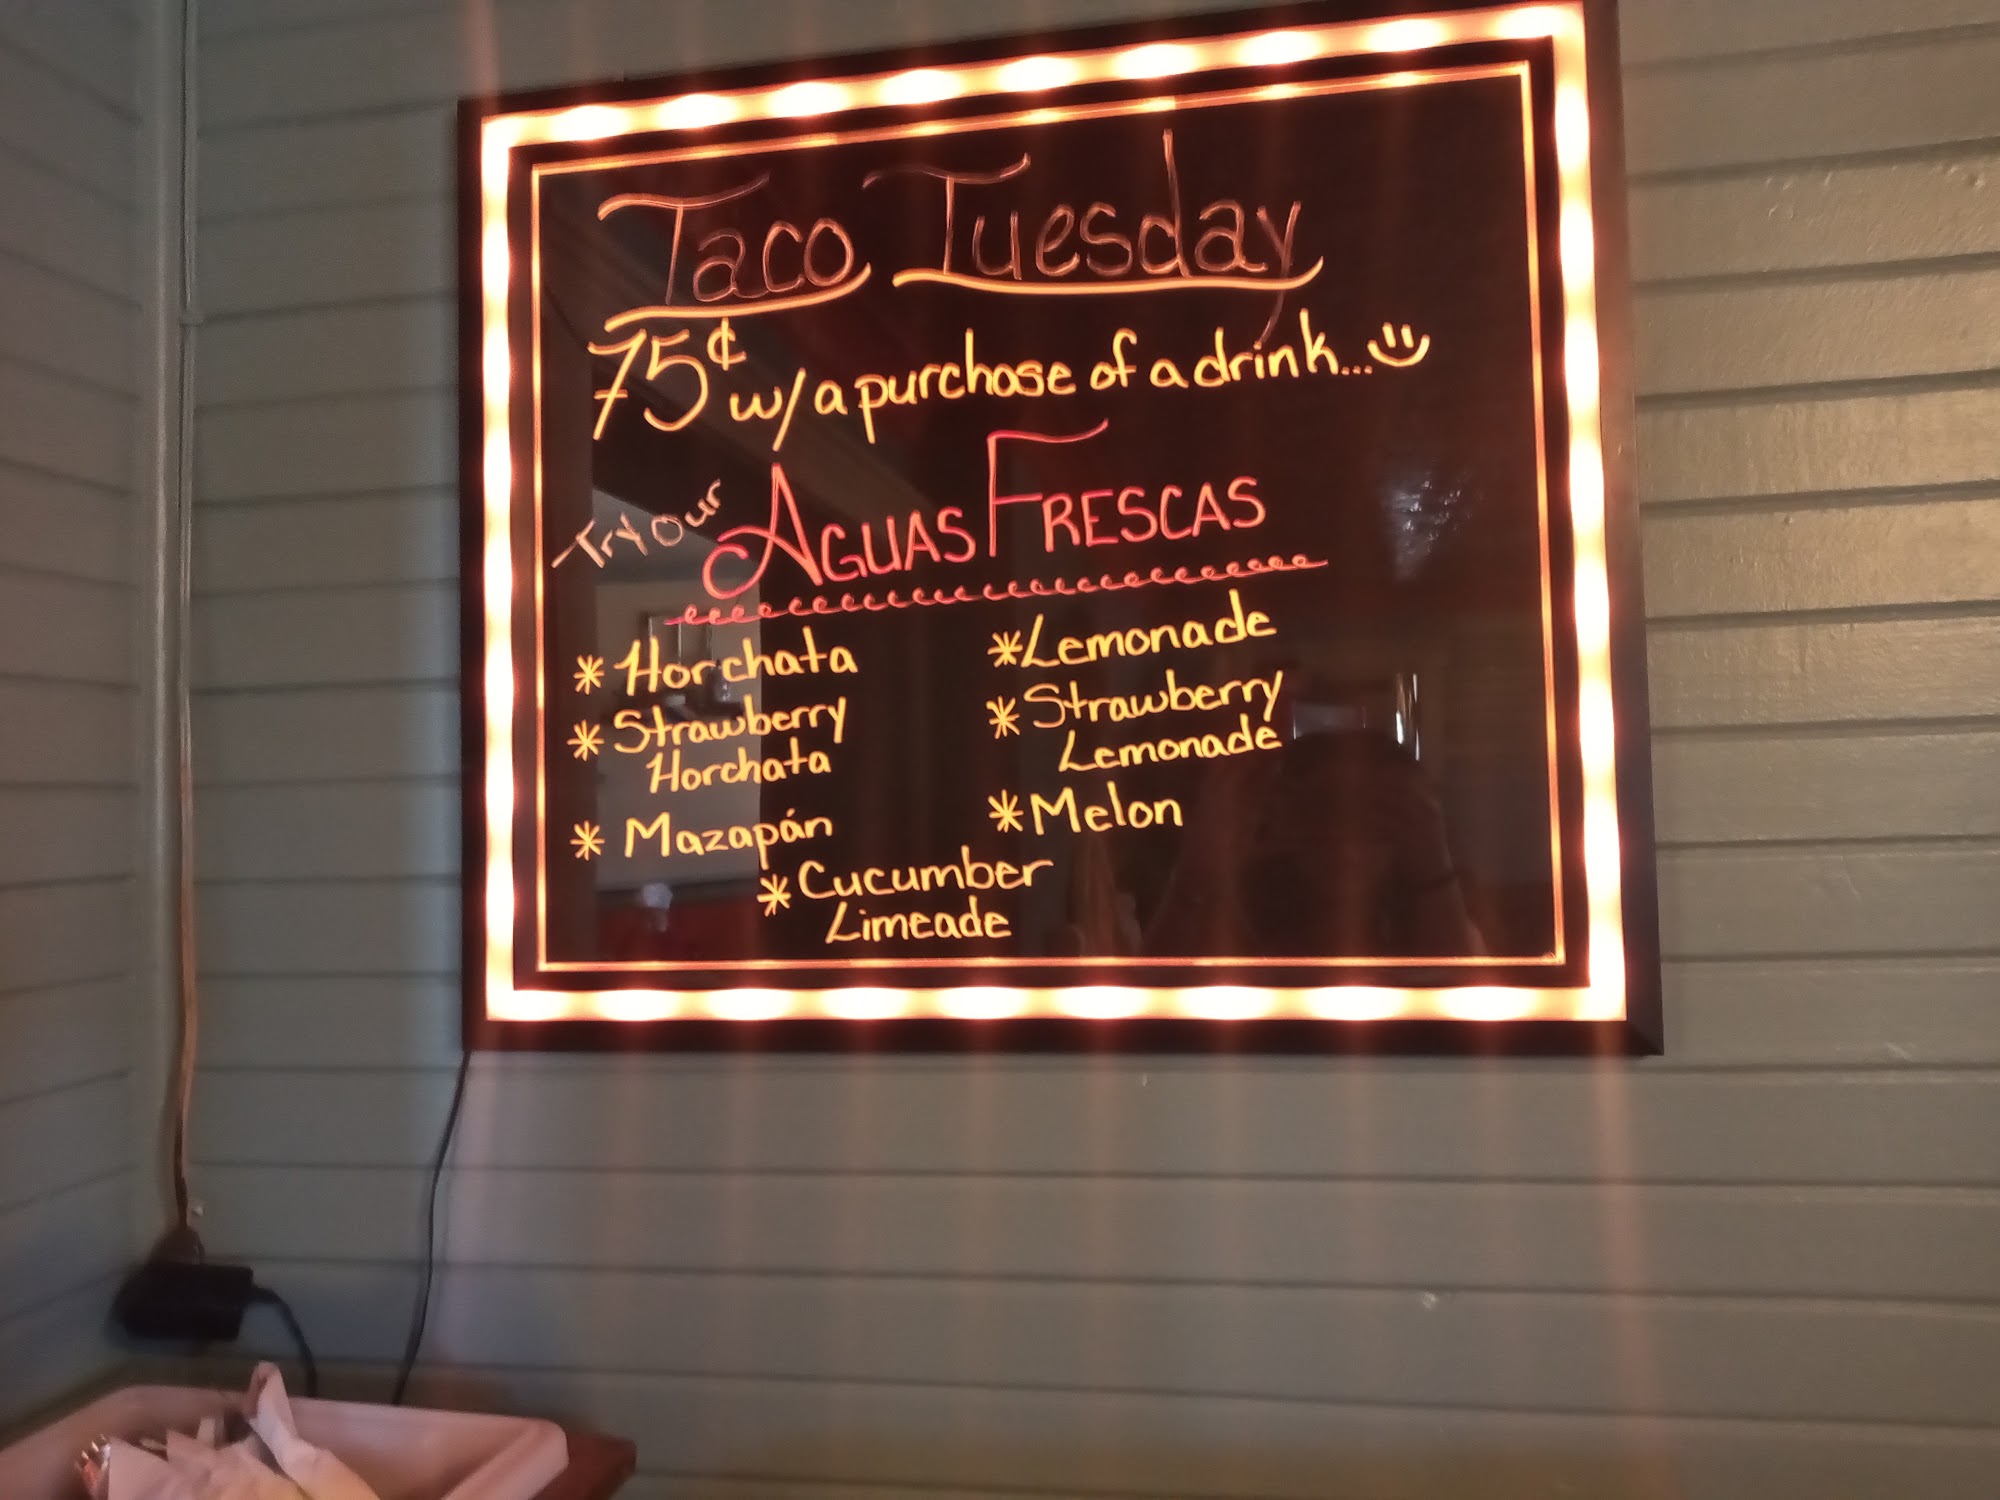 Taco Tuesday
75¢ w/ a purchase of a drink...
Try our
AGUAS FRESCAS
* Horchata
* Strawberry
Horchata
* Mazapán
* Lemonade
* Strawberry
Lemonade
* Melon
* Cucumber
Limeade